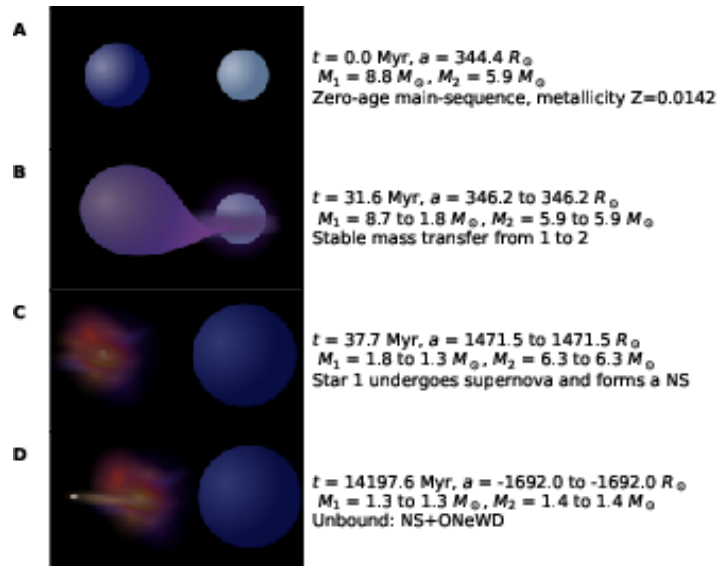 A
t = 0.0 Myr, a = 344.4 R⊙
M₁ = 8.8 M⊙, M₂ = 5.9 M⊙
Zero-age main-sequence, metallicity Z=0.0142
B
t = 31.6 Myr, a = 346.2 to 346.2 R⊙
M₁ = 8.7 to 1.8 M⊙, M₂ = 5.9 to 5.9 M⊙
Stable mass transfer from 1 to 2
C
t = 37.7 Myr, a = 1471.5 to 1471.5 R⊙
M₁ = 1.8 to 1.3 M⊙, M₂ = 6.3 to 6.3 M⊙
Star 1 undergoes supernova and forms a NS
D
t = 14197.6 Myr, a = -1692.0 to -1692.0 R⊙
M₁ = 1.3 to 1.3 M⊙, M₂ = 1.4 to 1.4 M⊙
Unbound: NS+ONeWD